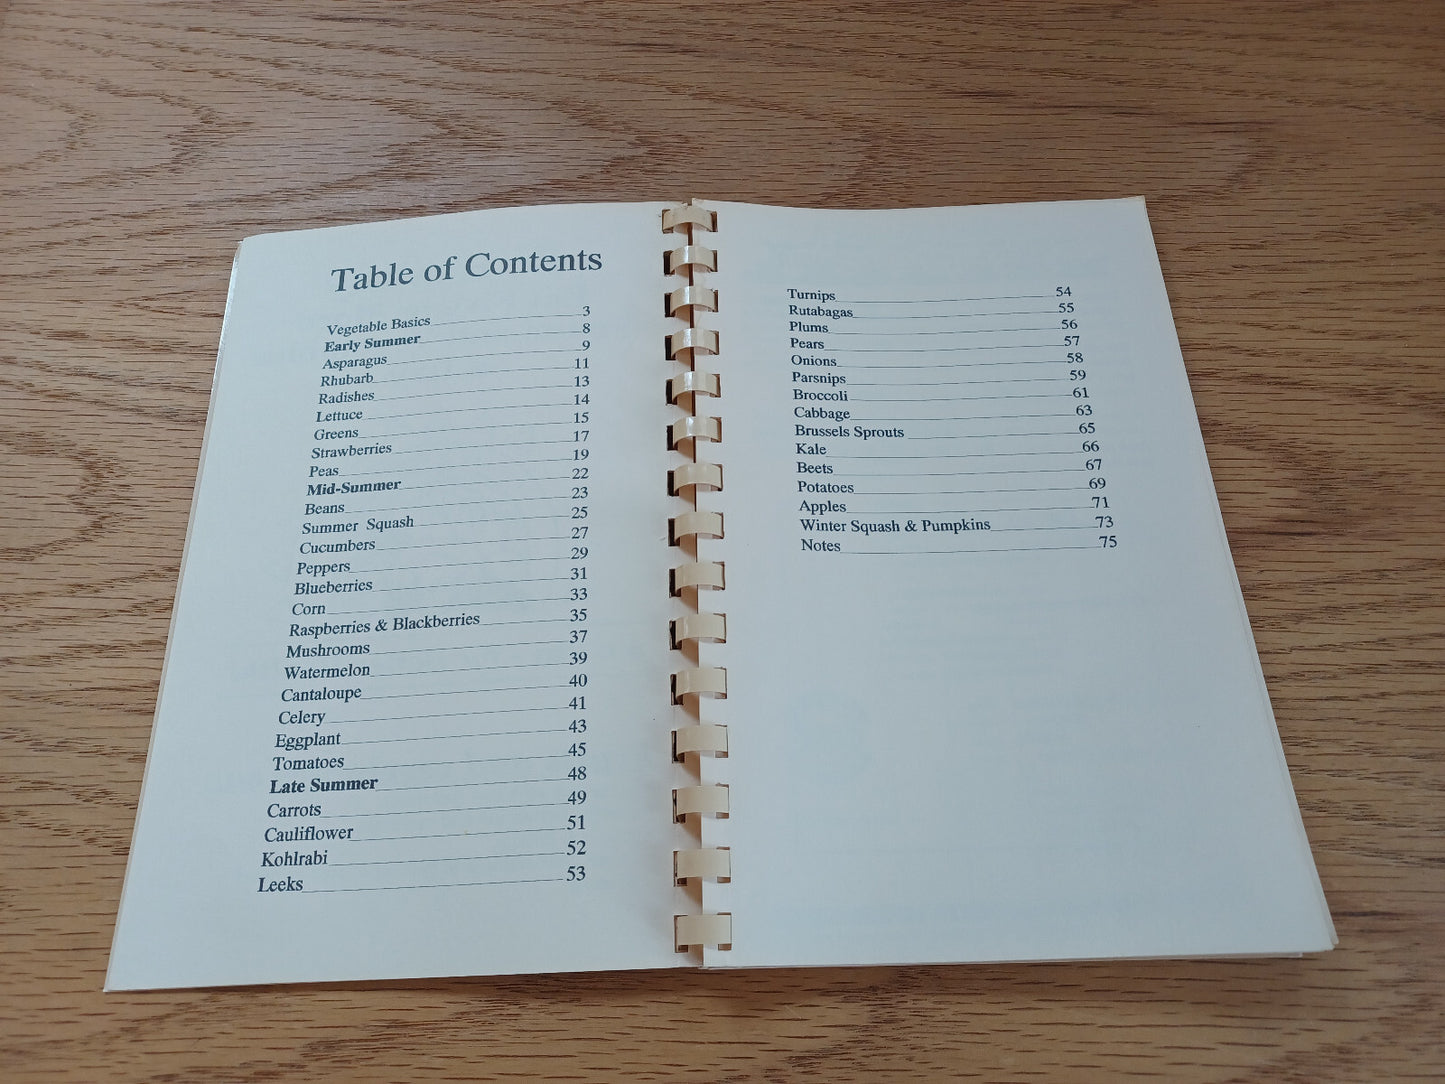 Table of Contents
Vegetable Basics 3
Early Summer 8
Asparagus 9
Rhubarb 11
Radishes 13
Lettuce 14
Greens 15
Strawberries 17
Peas 19
Mid-Summer 22
Beans 23
Summer Squash 25
Cucumbers 27
Peppers 29
Blueberries 31
Corn 33
Raspberries & Blackberries 35
Mushrooms 37
Watermelon 39
Cantaloupe 40
Celery 41
Eggplant 43
Tomatoes 45
Late Summer 48
Carrots 49
Cauliflower 51
Kohlrabi 52
Leeks 53
Turnips 54
Rutabagas 55
Plums 56
Pears 57
Onions 58
Parsnips 59
Broccoli 61
Cabbage 63
Brussels Sprouts 65
Kale 66
Beets 67
Potatoes 69
Apples 71
Winter Squash & Pumpkins 73
Notes 75